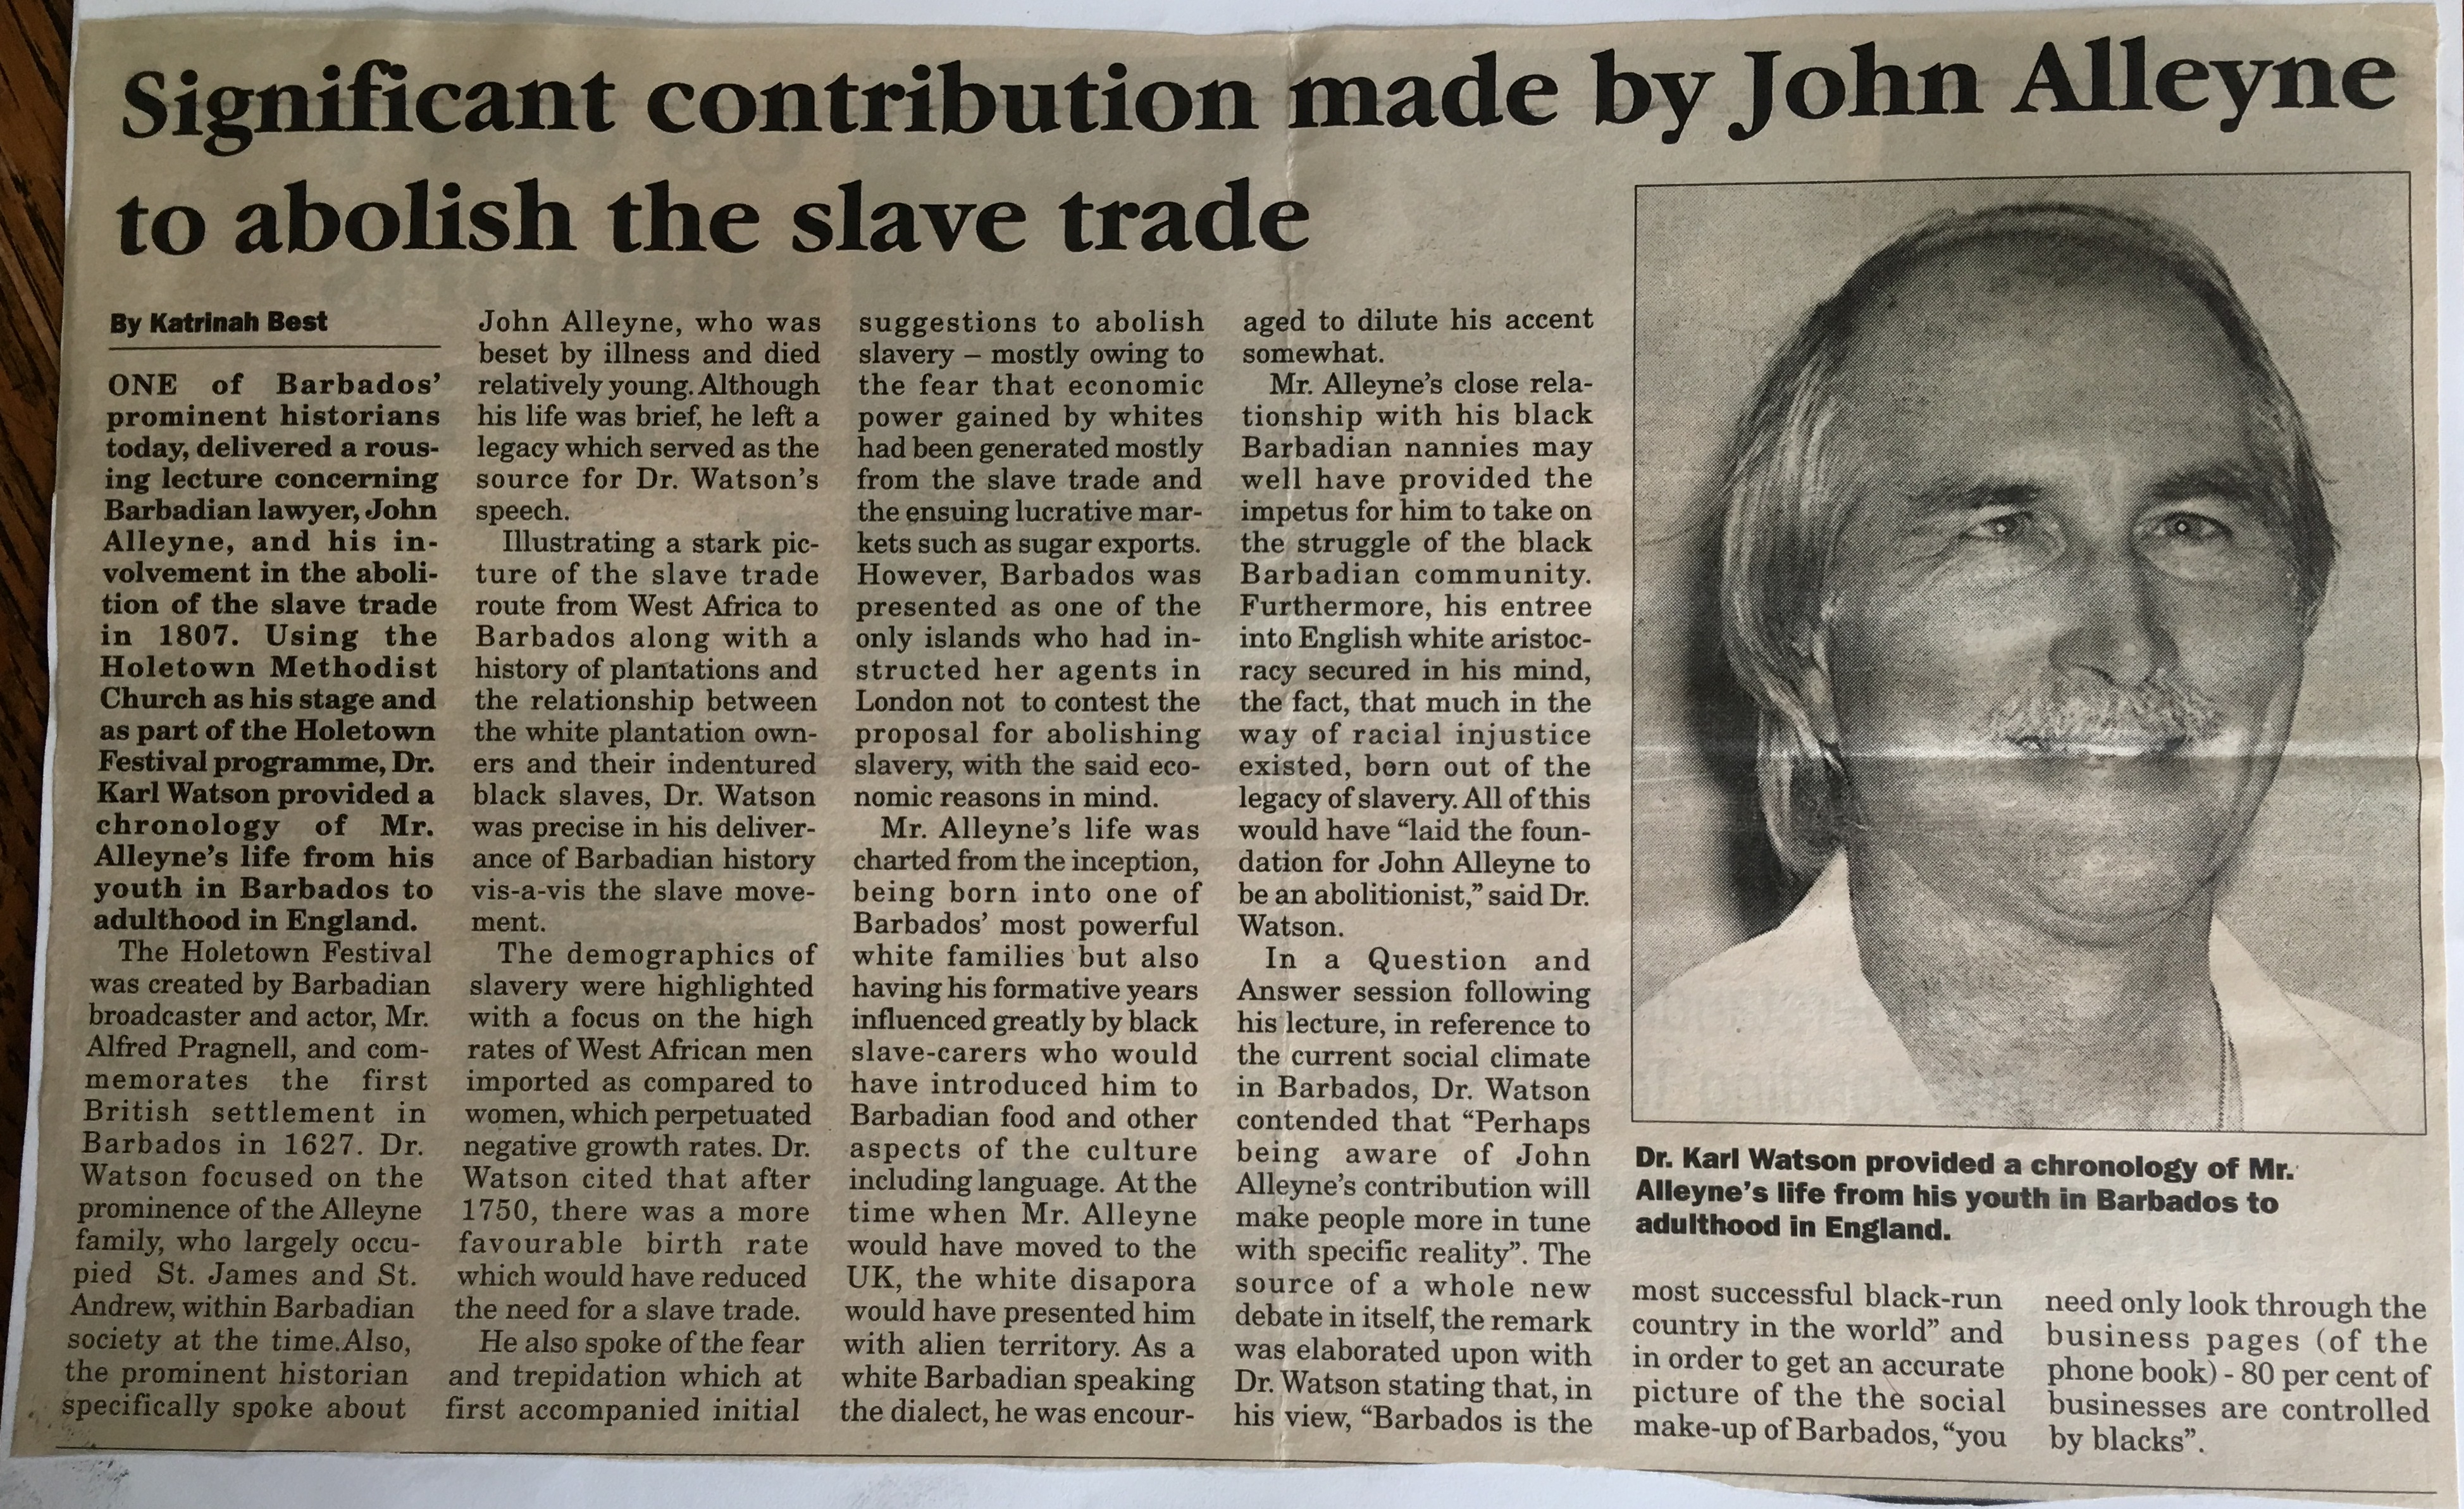 Significant contribution made by John Alleyne
to abolish the slave trade
By Katrinah Best
ONE of Barbados'
prominent historians
today, delivered a rous-
ing lecture concerning
Barbadian lawyer, John
Alleyne, and his in-
volvement in the aboli-
tion of the slave trade
in 1807. Using the
Holetown Methodist
Church as his stage and
as part of the Holetown
Festival programme, Dr.
Karl Watson provided a
chronology of Mr.
Alleyne's life from his
youth in Barbados to
adulthood in England.
The Holetown Festival
was created by Barbadian
broadcaster and actor, Mr.
Alfred Pragnell, and com-
memorates the first
British settlement in
Barbados in 1627. Dr.
Watson focused on the
prominence of the Alleyne
family, who largely occu-
pied St. James and St.
Andrew, within Barbadian
society at the time.Also,
the prominent historian
specifically spoke about
John Alleyne, who was
beset by illness and died
relatively young. Although
his life was brief, he left a
legacy which served as the
source for Dr. Watson's
speech.
Illustrating a stark pic-
ture of the slave trade
route from West Africa to
Barbados along with a
history of plantations and
the relationship between
the white plantation own-
ers and their indentured
black slaves, Dr. Watson
was precise in his deliver-
ance of Barbadian history
vis-a-vis the slave move-
ment.
The demographics of
slavery were highlighted
with a focus on the high
rates of West African men
imported as compared to
women, which perpetuated
negative growth rates. Dr.
Watson cited that after
1750, there was a more
favourable birth rate
which would have reduced
the need for a slave trade.
He also spoke of the fear
and trepidation which at
first accompanied initial
suggestions to abolish
slavery – mostly owing to
the fear that economic
power gained by whites
had been generated mostly
from the slave trade and
the ensuing lucrative mar-
kets such as sugar exports.
However, Barbados was
presented as one of the
only islands who had in-
structed her agents in
London not to contest the
proposal for abolishing
slavery, with the said eco-
nomic reasons in mind.
Mr. Alleyne's life was
charted from the inception,
being born into one of
Barbados' most powerful
white families but also
having his formative years
influenced greatly by black
slave-carers who would
have introduced him to
Barbadian food and other
aspects of the culture
including language. At the
time when Mr. Alleyne
would have moved to the
UK, the white disapora
would have presented him
with alien territory. As a
white Barbadian speaking
the dialect, he was encour-
aged to dilute his accent
somewhat.
Mr. Alleyne's close rela-
tionship with his black
Barbadian nannies may
well have provided the
impetus for him to take on
the struggle of the black
Barbadian community.
Furthermore, his entree
into English white aristoc-
racy secured in his mind,
the fact, that much in the
way of racial injustice
existed, born out of the
legacy of slavery. All of this
would have “laid the foun-
dation for John Alleyne to
be an abolitionist,” said Dr.
Watson.
In a Question and
Answer session following
his lecture, in reference to
the current social climate
in Barbados, Dr. Watson
contended that “Perhaps
being aware of John
Alleyne's contribution will
make people more in tune
with specific reality”. The
source of a whole new
debate in itself, the remark
was elaborated upon with
Dr. Watson stating that, in
his view, “Barbados is the
Dr. Karl Watson provided a chronology of Mr.
Alleyne's life from his youth in Barbados to
adulthood in England.
most successful black-run
country in the world” and
in order to get an accurate
picture of the the social
make-up of Barbados, “you
need only look through the
business pages (of the
phone book) - 80 per cent of
businesses are controlled
by blacks”.